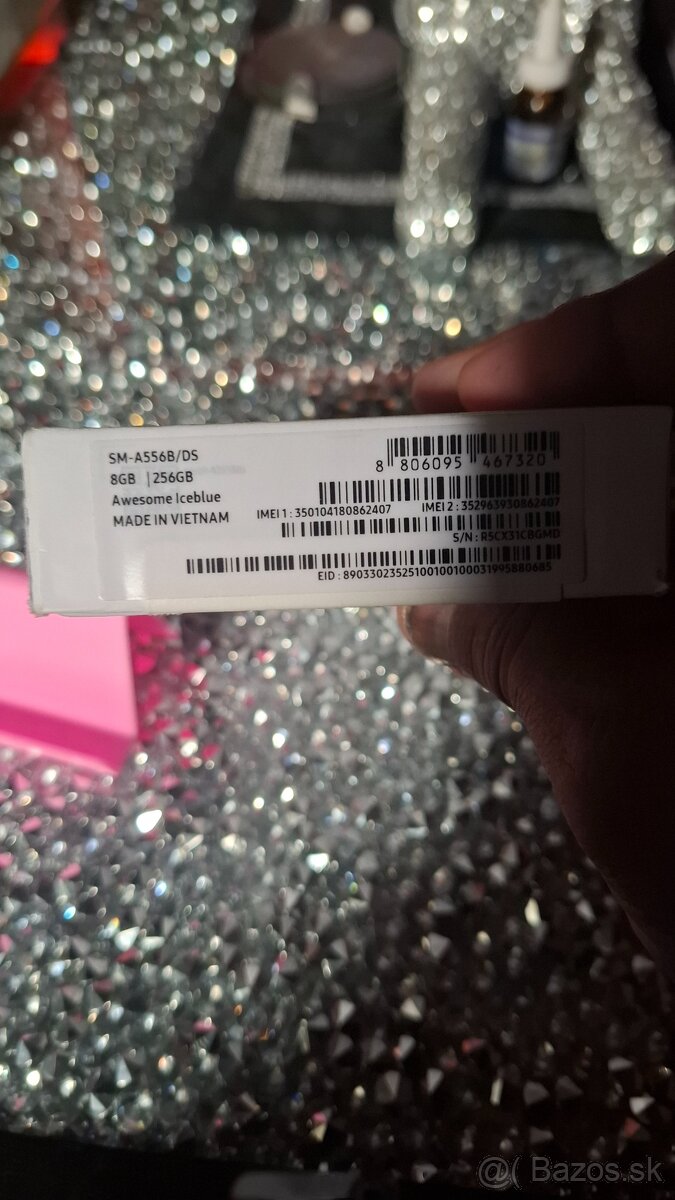 SM-A556B/DS
8GB | 256GB
Awesome Iceblue
MADE IN VIETNAM
8 806095 467320
IMEI 1 : 350104180862407 IMEI 2 : 352963930862407
S/N : R5CX31CBGMD
EID : 89033023525100100100031995880685
@( Bazos.sk